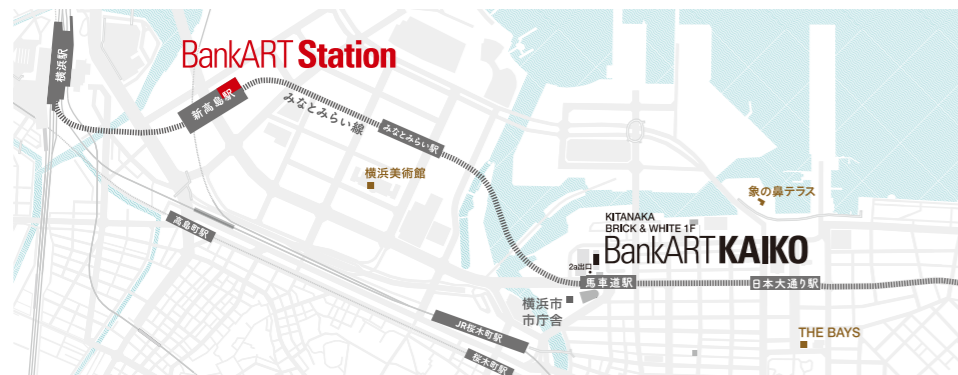 BankART Station
横浜駅
新高島駅
みなとみらい線
みなとみらい駅
横浜美術館
象の鼻テラス
高島町駅
KITANAKA
BRICK & WHITE 1F
BankART KAIKO
2a出口
馬車道駅
日本大通り駅
横浜市
市庁舎
JR桜木町駅
THE BAYS
桜木町駅